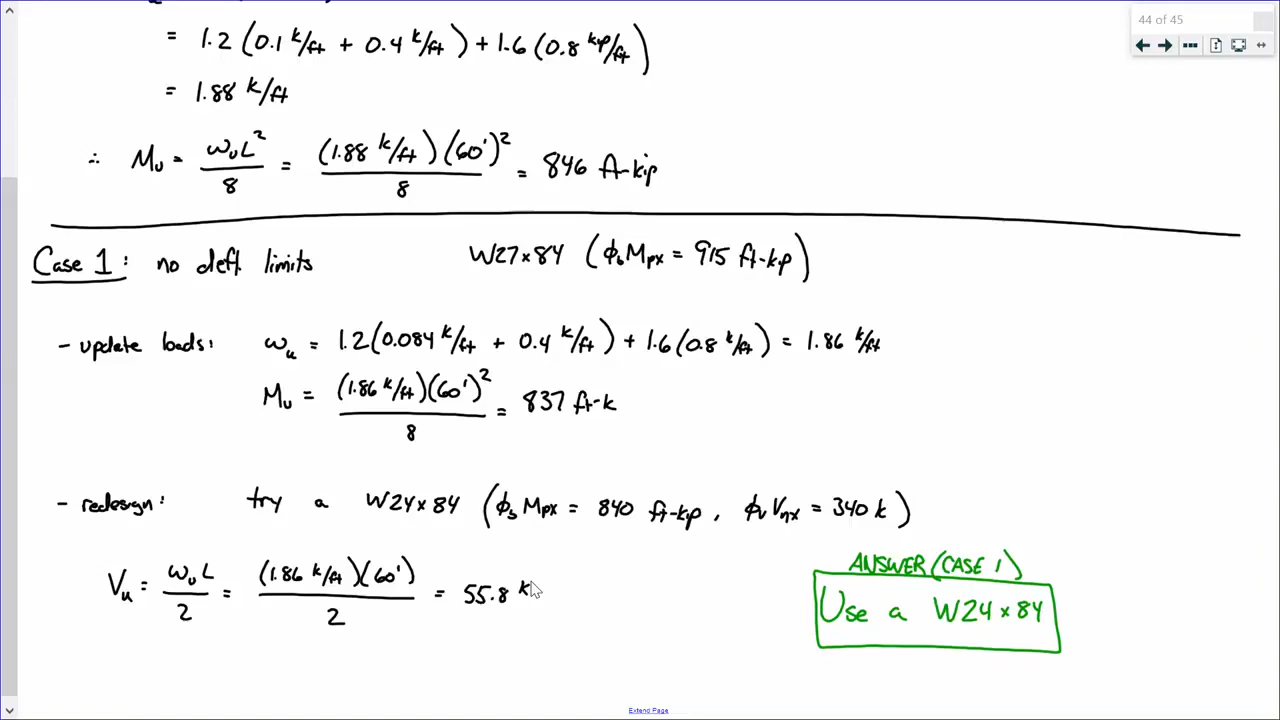 44 of 45
= 1.2 (0.1 k/ft + 0.4 k/ft) + 1.6 (0.8 kip/ft)
= 1.88 k/ft
∴ Mu = ωuL²/8 = (1.88 k/ft)(60')²/8 = 846 ft-kip
Case 1: no defl. limits W27×84 (ϕbMpx = 915 ft-kip)
- update loads: ωu = 1.2(0.084 k/ft + 0.4 k/ft) + 1.6(0.8 k/ft) = 1.86 k/ft
Mu = (1.86 k/ft)(60')²/8 = 837 ft-k
- redesign: try a W24×84 (ϕbMpx = 840 ft-kip, ϕvVnx = 340 k)
Vu = ωuL/2 = (1.86 k/ft)(60')/2 = 55.8 k
ANSWER (CASE 1)
Use a W24×84
Extend Page